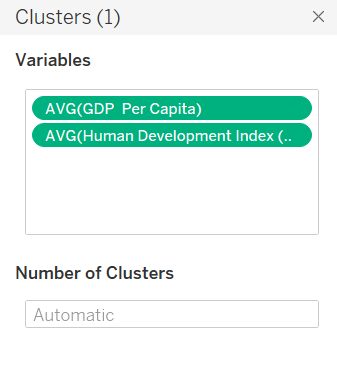 Clusters (1)
Variables
AVG(GDP Per Capita)
AVG(Human Development Index (..
Number of Clusters
Automatic